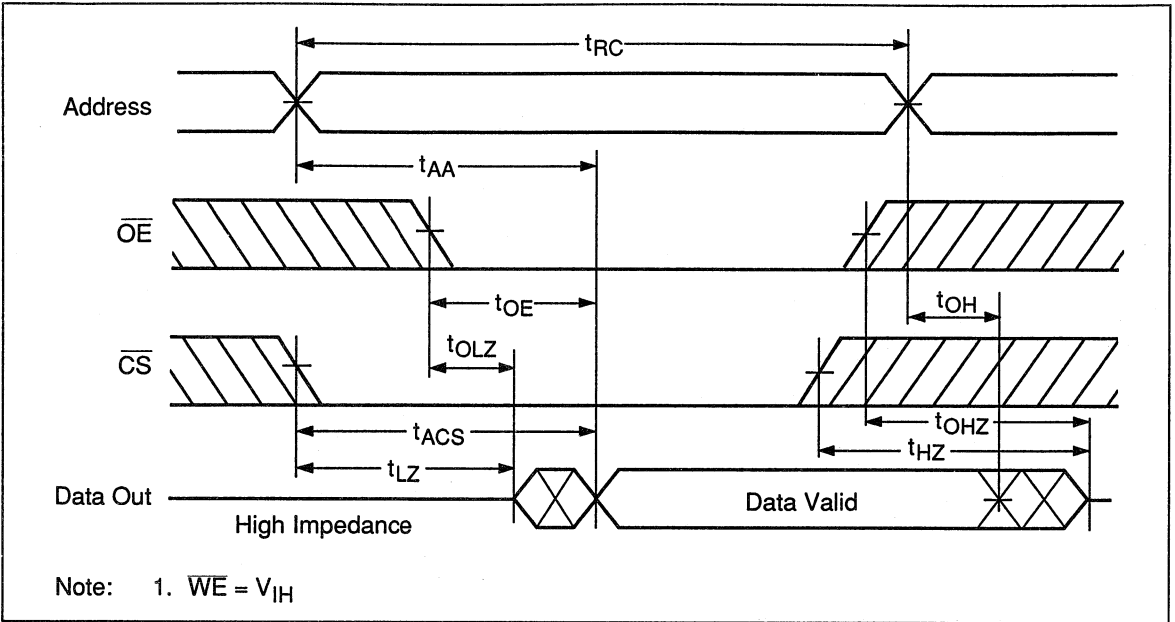 tRC
Address
tAA
OE
tOE
tOH
tOLZ
CS
tOHZ
tACS
tHZ
tLZ
Data Out
Data Valid
High Impedance
Note: 1. WE = VIH